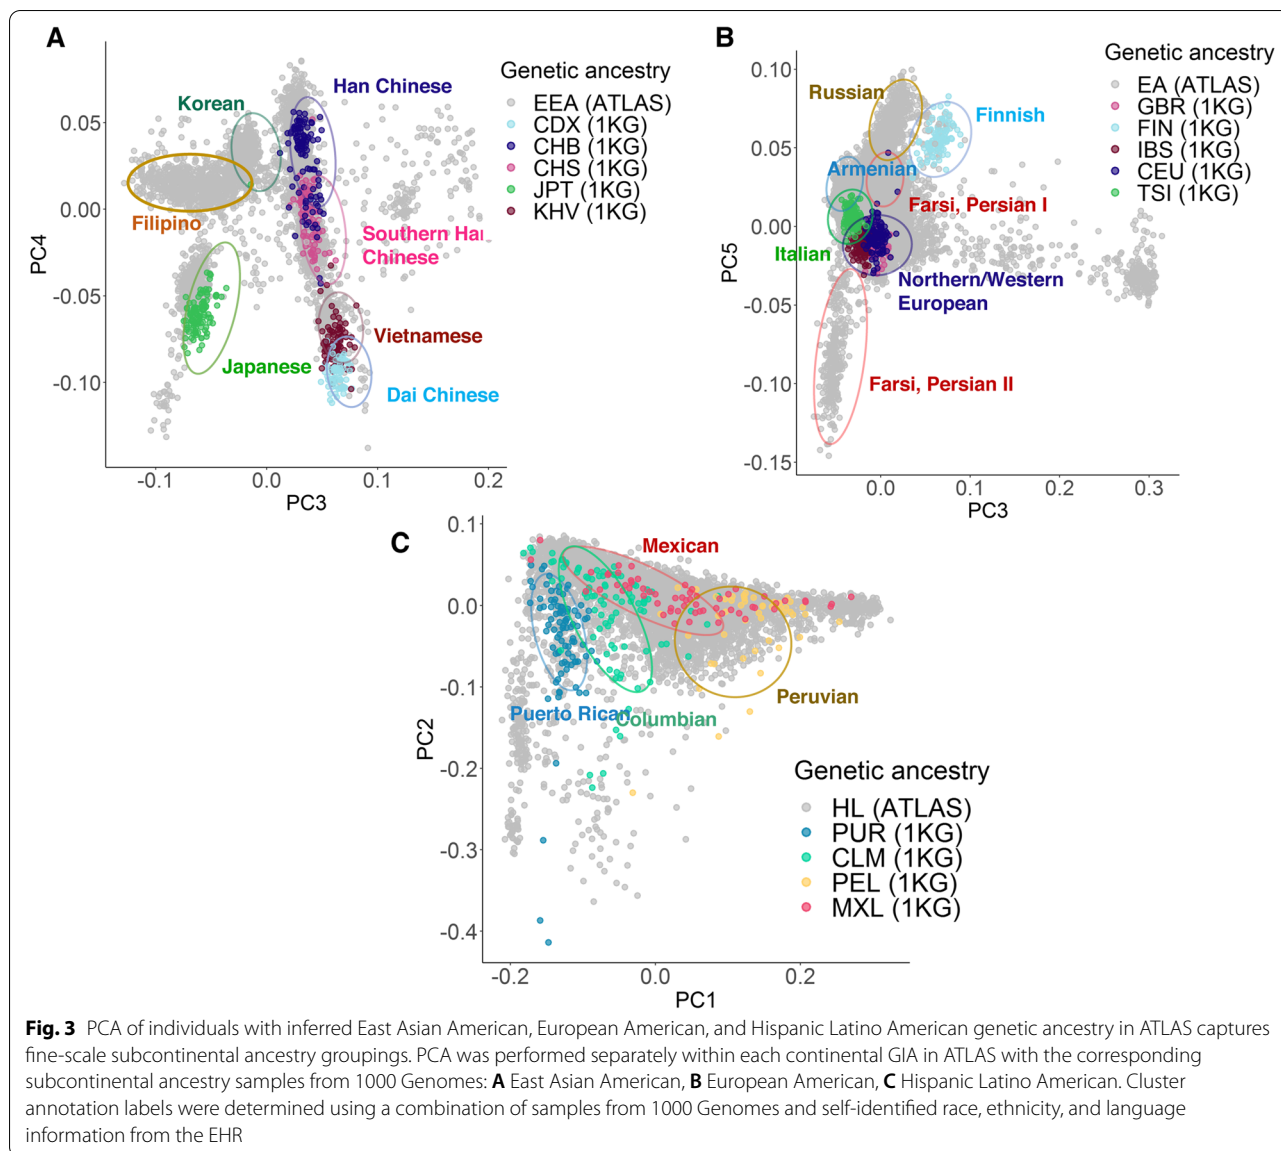 A
Genetic ancestry
EEA (ATLAS)
CDX (1KG)
CHB (1KG)
CHS (1KG)
JPT (1KG)
KHV (1KG)
Han Chinese
Korean
Filipino
Southern Ha
Chinese
Japanese
Vietnamese
Dai Chinese
PC4
0.05
0.00
-0.05
-0.10
-0.1
0.0
0.1
0.2
PC3
B
Genetic ancestry
EA (ATLAS)
GBR (1KG)
FIN (1KG)
IBS (1KG)
CEU (1KG)
TSI (1KG)
Russian
Finnish
Armenian
Farsi, Persian I
Italian
Northern/Western
European
Farsi, Persian II
PC5
0.10
0.05
0.00
-0.05
-0.10
-0.15
0.0
0.1
0.2
0.3
PC3
C
Mexican
Peruvian
Puerto Rican
Columbian
Genetic ancestry
HL (ATLAS)
PUR (1KG)
CLM (1KG)
PEL (1KG)
MXL (1KG)
PC2
0.1
0.0
-0.1
-0.2
-0.3
-0.4
-0.2
0.0
0.2
PC1
Fig. 3 PCA of individuals with inferred East Asian American, European American, and Hispanic Latino American genetic ancestry in ATLAS captures
fine-scale subcontinental ancestry groupings. PCA was performed separately within each continental GIA in ATLAS with the corresponding
subcontinental ancestry samples from 1000 Genomes: A East Asian American, B European American, C Hispanic Latino American. Cluster
annotation labels were determined using a combination of samples from 1000 Genomes and self-identified race, ethnicity, and language
information from the EHR